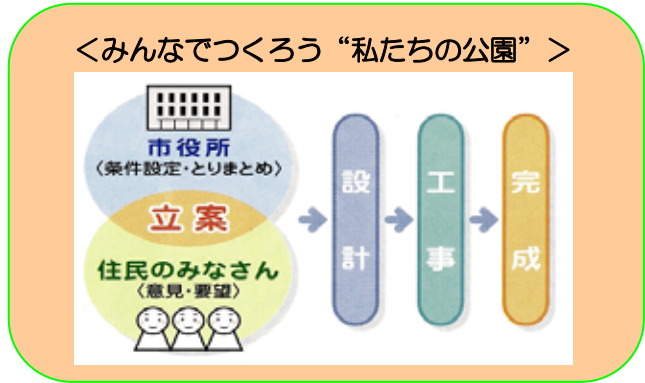 ＜みんなでつくろう“私たちの公園”＞
市役所
〈条件設定・とりまとめ〉
立案
住民のみなさん
〈意見・要望〉
設計
工事
完成